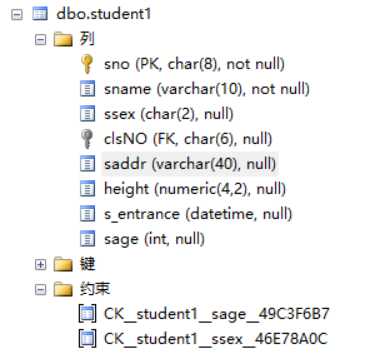 dbo.student1
列
sno (PK, char(8), not null)
sname (varchar(10), not null)
ssex (char(2), null)
clsNO (FK, char(6), null)
saddr (varchar(40), null)
height (numeric(4,2), null)
s_entrance (datetime, null)
sage (int, null)
键
约束
CK__student1__sage__49C3F6B7
CK__student1__ssex__46E78A0C